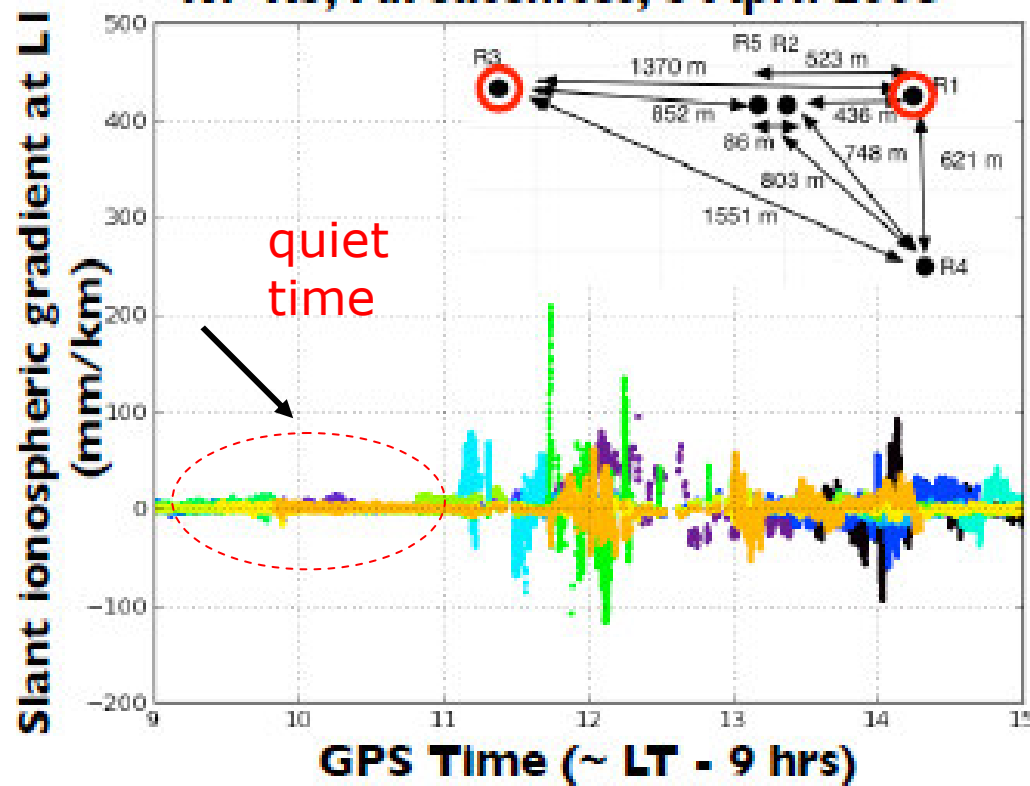 500
400
300
200
100
0
−100
−200
Slant ionospheric gradient at L1
(mm/km)
R3
1370 m
R5 R2
523 m
R1
852 m
436 m
86 m
748 m
621 m
803 m
1551 m
R4
quiet
time
9 10 11 12 13 14 15
GPS Time (~ LT - 9 hrs)